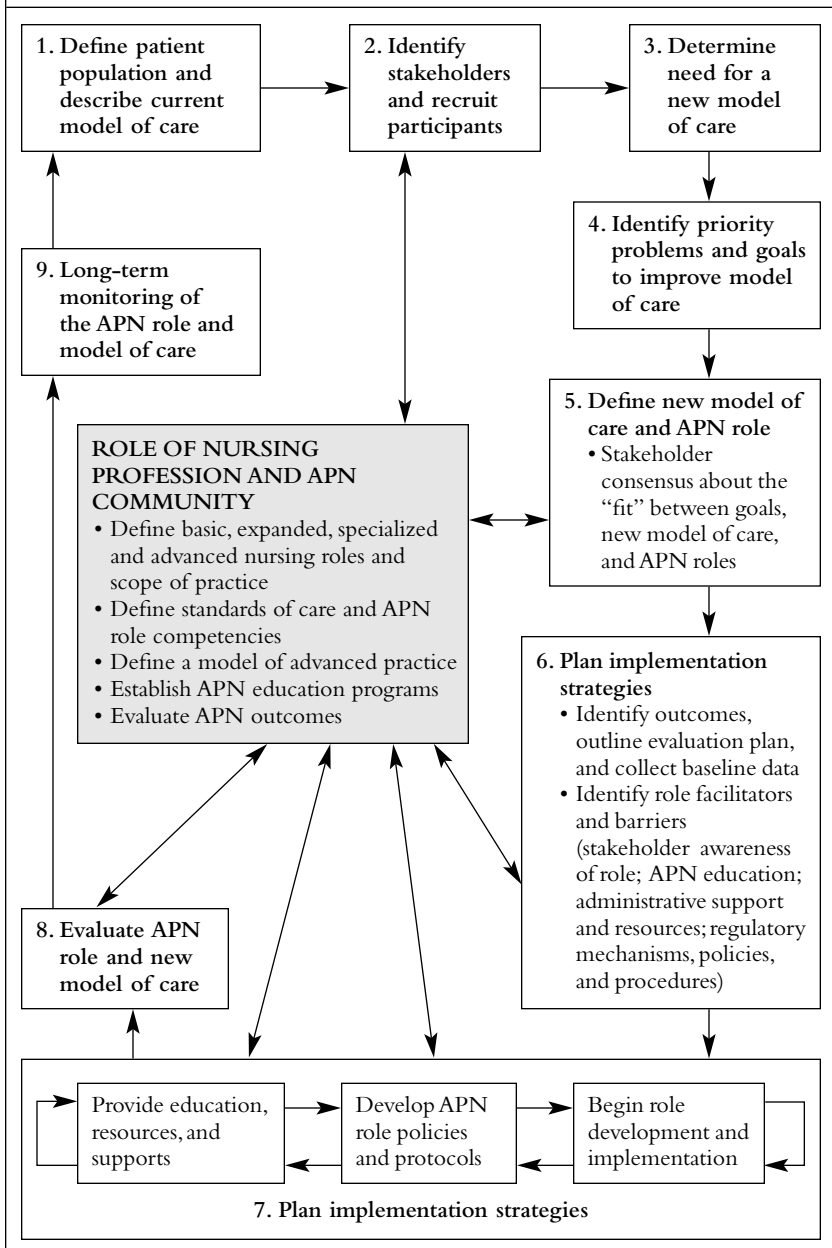 1. Define patient
population and
describe current
model of care
2. Identify
stakeholders
and recruit
participants
3. Determine
need for a
new model
of care
4. Identify priority
problems and goals
to improve model
of care
9. Long-term
monitoring of
the APN role and
model of care
5. Define new model of
care and APN role
• Stakeholder
consensus about the
“fit” between goals,
new model of care,
and APN roles
ROLE OF NURSING
PROFESSION AND APN
COMMUNITY
• Define basic, expanded, specialized
and advanced nursing roles and
scope of practice
• Define standards of care and APN
role competencies
• Define a model of advanced practice
• Establish APN education programs
• Evaluate APN outcomes
6. Plan implementation
strategies
• Identify outcomes,
outline evaluation plan,
and collect baseline data
• Identify role facilitators
and barriers
(stakeholder awareness
of role; APN education;
administrative support
and resources; regulatory
mechanisms, policies,
and procedures)
8. Evaluate APN
role and new
model of care
Provide education,
resources, and
supports
Develop APN
role policies
and protocols
Begin role
development and
implementation
7. Plan implementation strategies